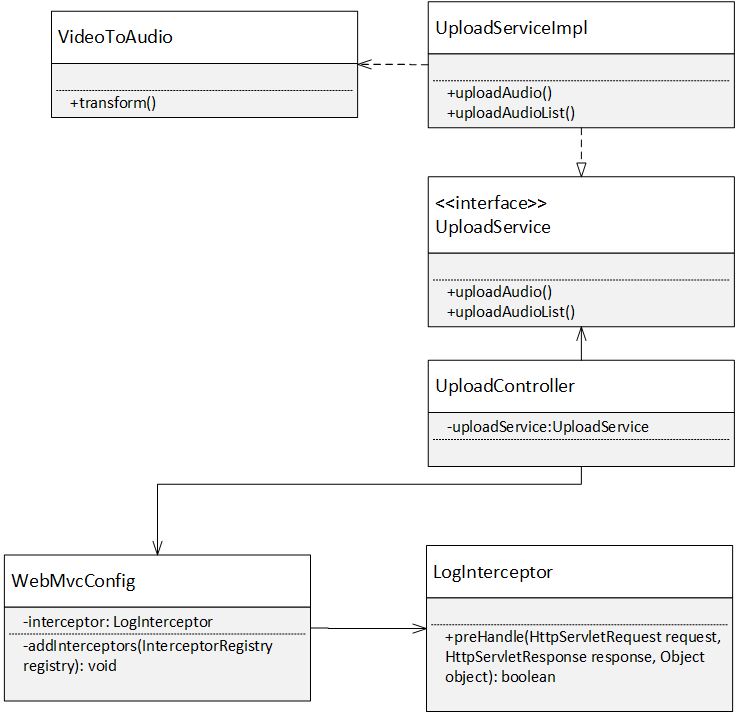 VideoToAudio
+transform()
UploadServiceImpl
+uploadAudio()
+uploadAudioList()
<<interface>>
UploadService
+uploadAudio()
+uploadAudioList()
UploadController
-uploadService:UploadService
WebMvcConfig
-interceptor: LogInterceptor
-addInterceptors(InterceptorRegistry
registry): void
LogInterceptor
+preHandle(HttpServletRequest request,
HttpServletResponse response, Object
object): boolean